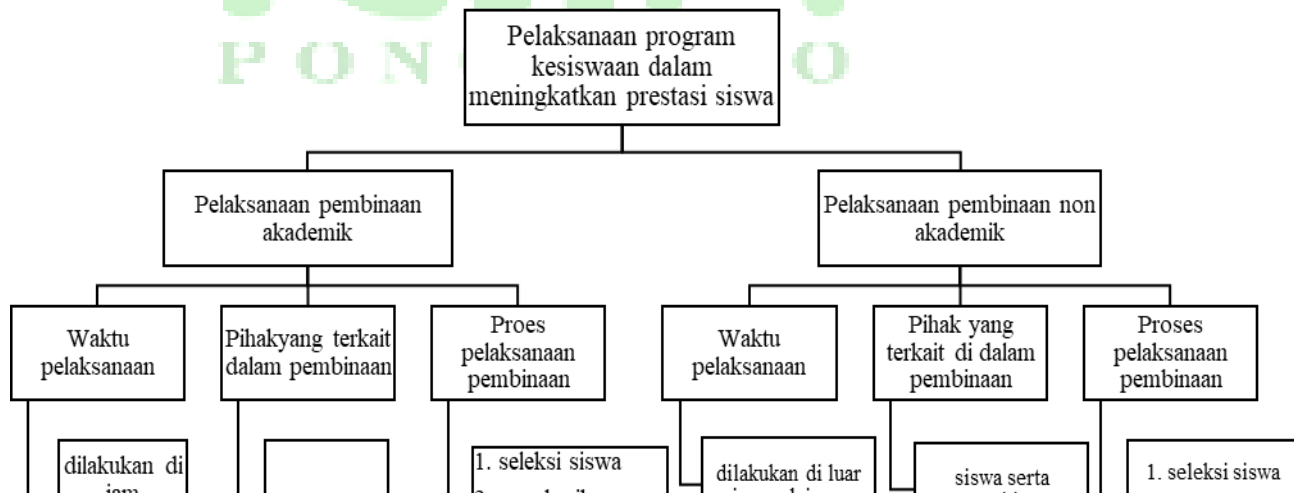 Pelaksanaan program
kesiswaan dalam
meningkatkan prestasi siswa
Pelaksanaan pembinaan
akademik
Pelaksanaan pembinaan non
akademik
Waktu
pelaksanaan
Pihakyang terkait
dalam pembinaan
Proes
pelaksanaan
pembinaan
Waktu
pelaksanaan
Pihak yang
terkait di dalam
pembinaan
Proses
pelaksanaan
pembinaan
dilakukan di
jam
1. seleksi siswa
dilakukan di luar
siswa serta
1. seleksi siswa